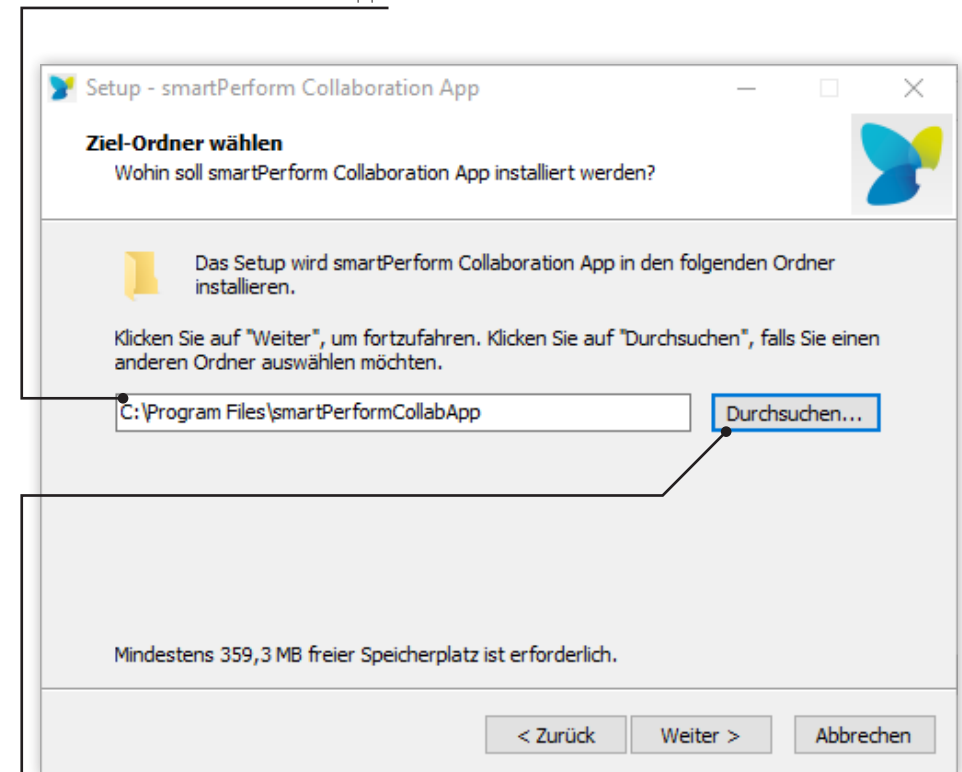 Setup - smartPerform Collaboration App
Ziel-Ordner wählen
Wohin soll smartPerform Collaboration App installiert werden?
Das Setup wird smartPerform Collaboration App in den folgenden Ordner
installieren.
Klicken Sie auf "Weiter", um fortzufahren. Klicken Sie auf "Durchsuchen", falls Sie einen
anderen Ordner auswählen möchten.
C:\Program Files\smartPerformCollabApp
Durchsuchen...
Mindestens 359,3 MB freier Speicherplatz ist erforderlich.
< Zurück
Weiter >
Abbrechen